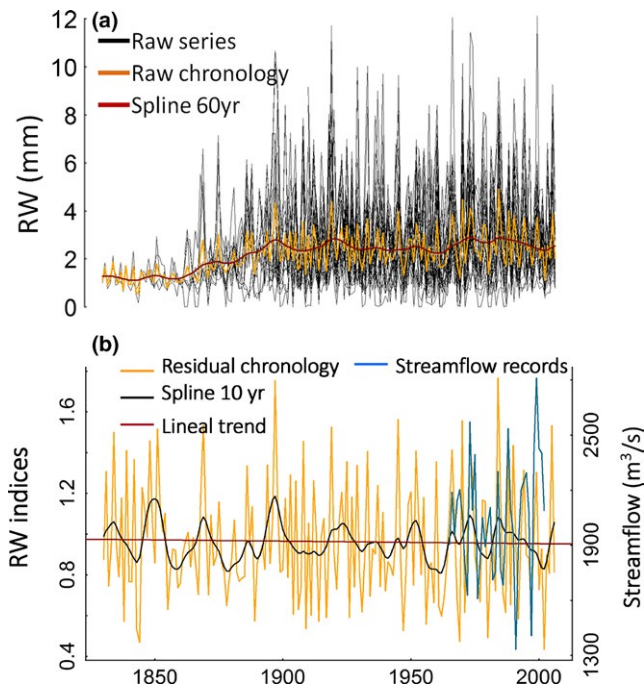 (a)
Raw series
Raw chronology
Spline 60yr
RW (mm)
12
10
8
6
4
2
0
(b)
Residual chronology
Streamflow records
Spline 10 yr
Lineal trend
RW indices
1.6
1.2
0.8
0.4
Streamflow (m³/s)
2500
1900
1300
1850
1900
1950
2000